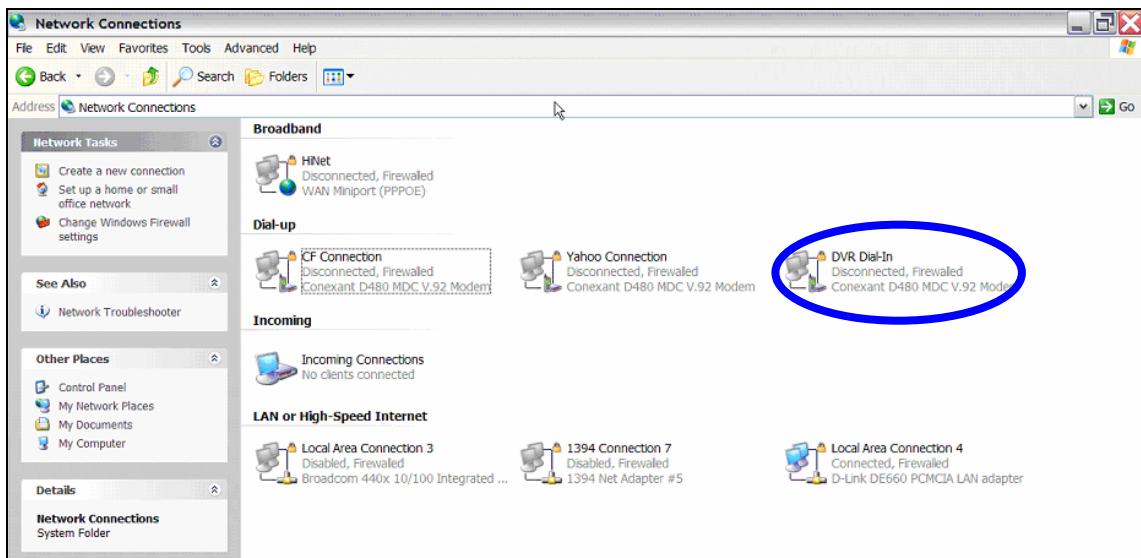 Network Connections
File Edit View Favorites Tools Advanced Help
Back Search Folders
Address Network Connections Go
Network Tasks
Create a new connection
Set up a home or small
office network
Change Windows Firewall
settings
See Also
Network Troubleshooter
Other Places
Control Panel
My Network Places
My Documents
My Computer
Details
Network Connections
System Folder
Broadband
HiNet
Disconnected, Firewalled
WAN Miniport (PPPOE)
Dial-up
CF Connection
Disconnected, Firewalled
Conexant D480 MDC V.92 Modem
Yahoo Connection
Disconnected, Firewalled
Conexant D480 MDC V.92 Modem
DVR Dial-In
Disconnected, Firewalled
Conexant D480 MDC V.92 Modem
Incoming
Incoming Connections
No clients connected
LAN or High-Speed Internet
Local Area Connection 3
Disabled, Firewalled
Broadcom 440x 10/100 Integrated ...
1394 Connection 7
Disabled, Firewalled
1394 Net Adapter #5
Local Area Connection 4
Connected, Firewalled
D-Link DE660 PCMCIA LAN adapter